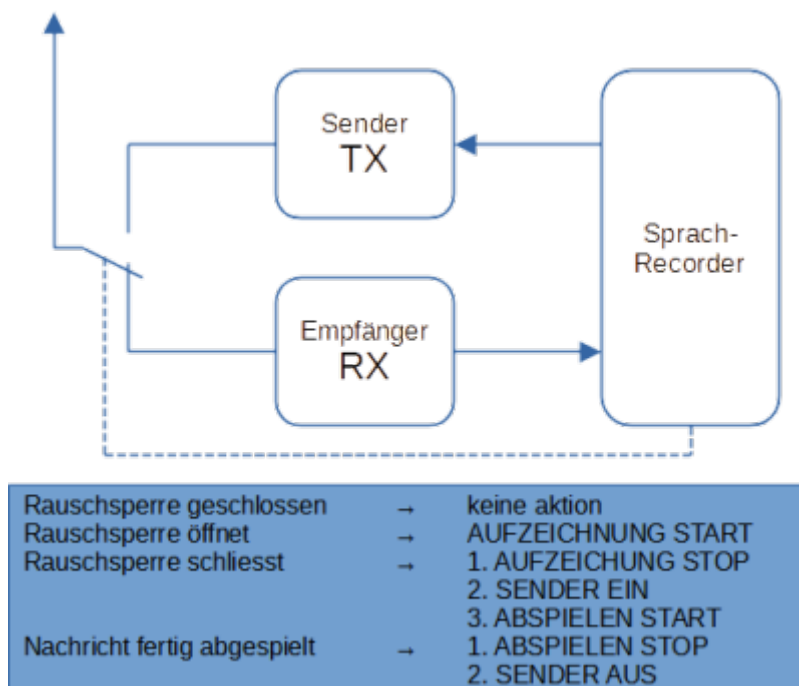 Sender
TX
Sprach-
Recorder
Empfänger
RX
Rauschsperre geschlossen → keine aktion
Rauschsperre öffnet → AUFZEICHNUNG START
Rauschsperre schliesst → 1. AUFZEICHUNG STOP
2. SENDER EIN
3. ABSPIELEN START
Nachricht fertig abgespielt → 1. ABSPIELEN STOP
2. SENDER AUS